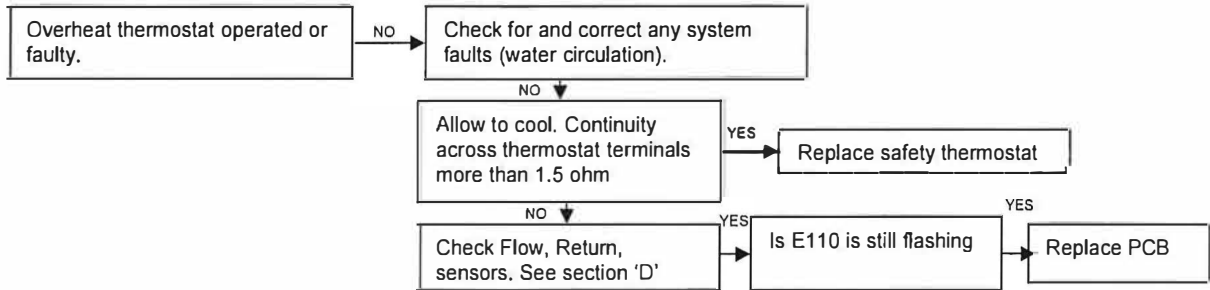 Overheat thermostat operated or
faulty.
NO
Check for and correct any system
faults (water circulation).
NO
Allow to cool. Continuity
across thermostat terminals
more than 1.5 ohm
YES
Replace safety thermostat
NO
Check Flow, Return,
sensors. See section 'D'
YES
Is E110 is still flashing
YES
Replace PCB